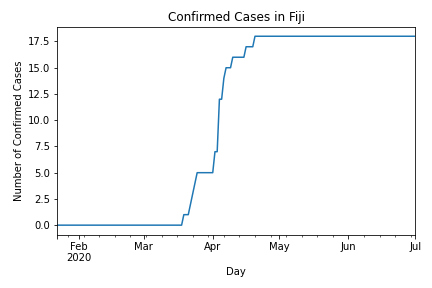 Confirmed Cases in Fiji
Number of Confirmed Cases
17.5
15.0
12.5
10.0
7.5
5.0
2.5
0.0
Feb Mar Apr May Jun Jul
2020
Day